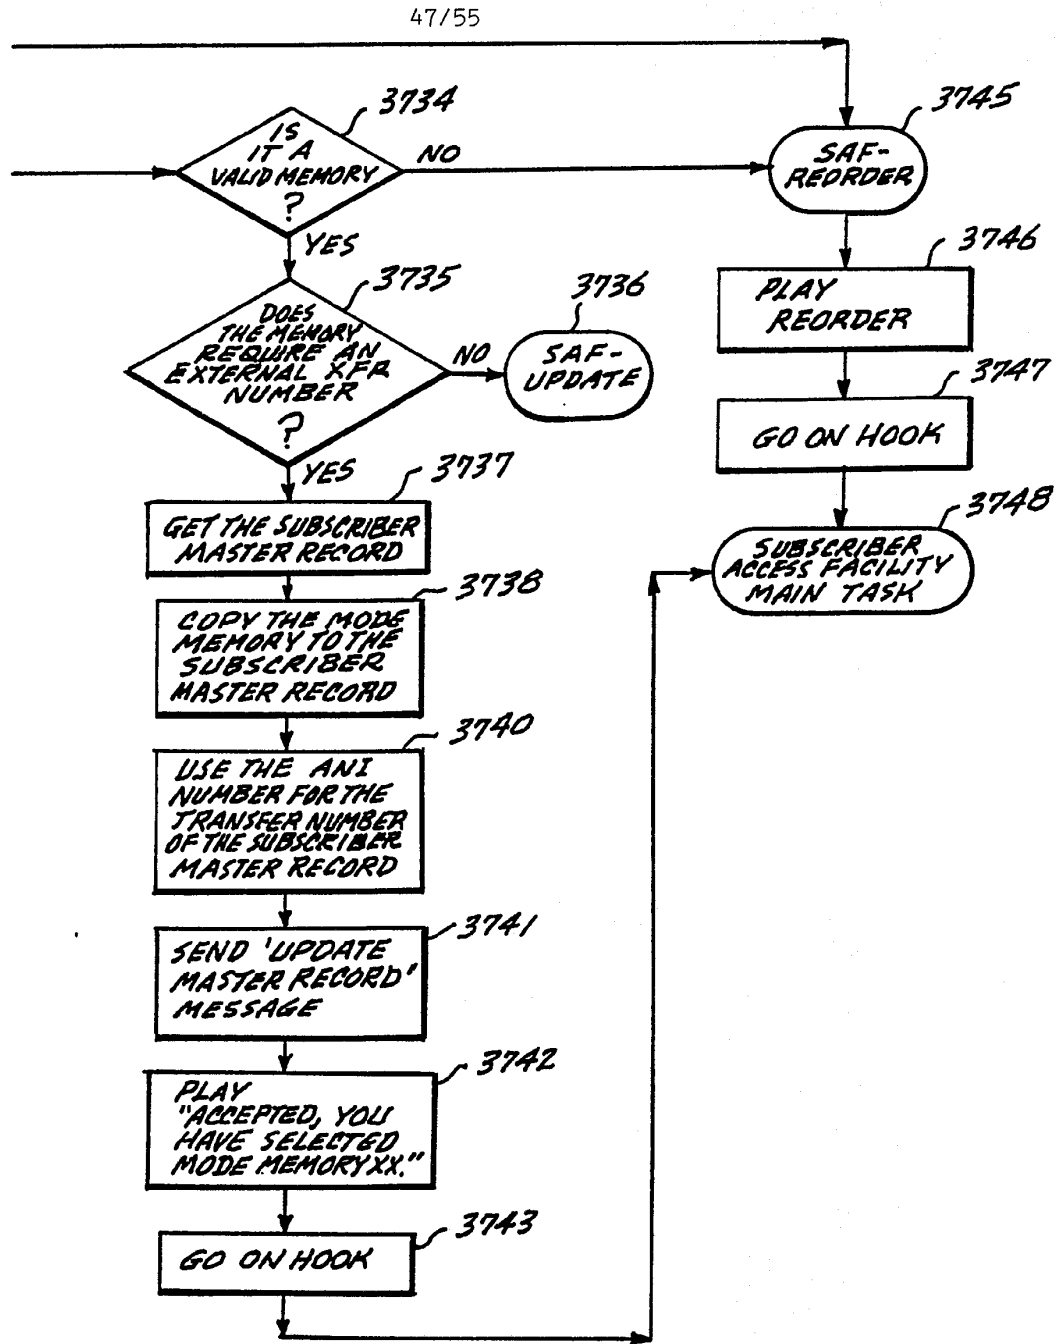 47/55
3734
IS
IT A
VALID MEMORY
?
NO
YES
3745
SAF-
REORDER
3746
PLAY
REORDER
3735
DOES
THE MEMORY
REQUIRE AN
EXTERNAL XFR
NUMBER
?
NO
YES
3736
SAF-
UPDATE
3747
GO ON HOOK
3748
SUBSCRIBER
ACCESS FACILITY
MAIN TASK
3737
GET THE SUBSCRIBER
MASTER RECORD
3738
COPY THE MODE
MEMORY TO THE
SUBSCRIBER
MASTER RECORD
3740
USE THE ANI
NUMBER FOR THE
TRANSFER NUMBER
OF THE SUBSCRIBER
MASTER RECORD
3741
SEND 'UPDATE
MASTER RECORD'
MESSAGE
3742
PLAY
"ACCEPTED, YOU
HAVE SELECTED
MODE MEMORY XX."
3743
GO ON HOOK